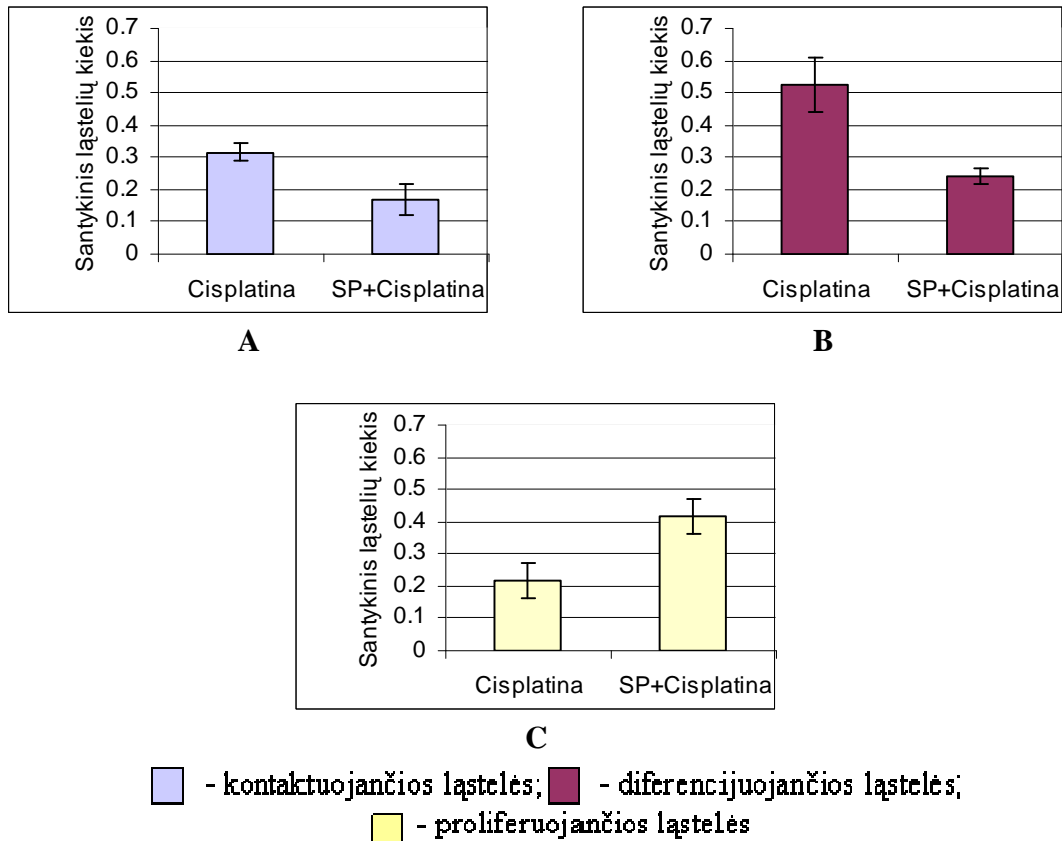 Santykinis ląstelių kiekis
0.7
0.6
0.5
0.4
0.3
0.2
0.1
0
Cisplatina SP+Cisplatina
A
Santykinis ląstelių kiekis
0.7
0.6
0.5
0.4
0.3
0.2
0.1
0
Cisplatina SP+Cisplatina
B
Santykinis ląstelių kiekis
0.7
0.6
0.5
0.4
0.3
0.2
0.1
0
Cisplatina SP+Cisplatina
C
- kontaktuojančios ląstelės; - diferencijuojančios ląstelės;
- proliferuojančios ląstelės